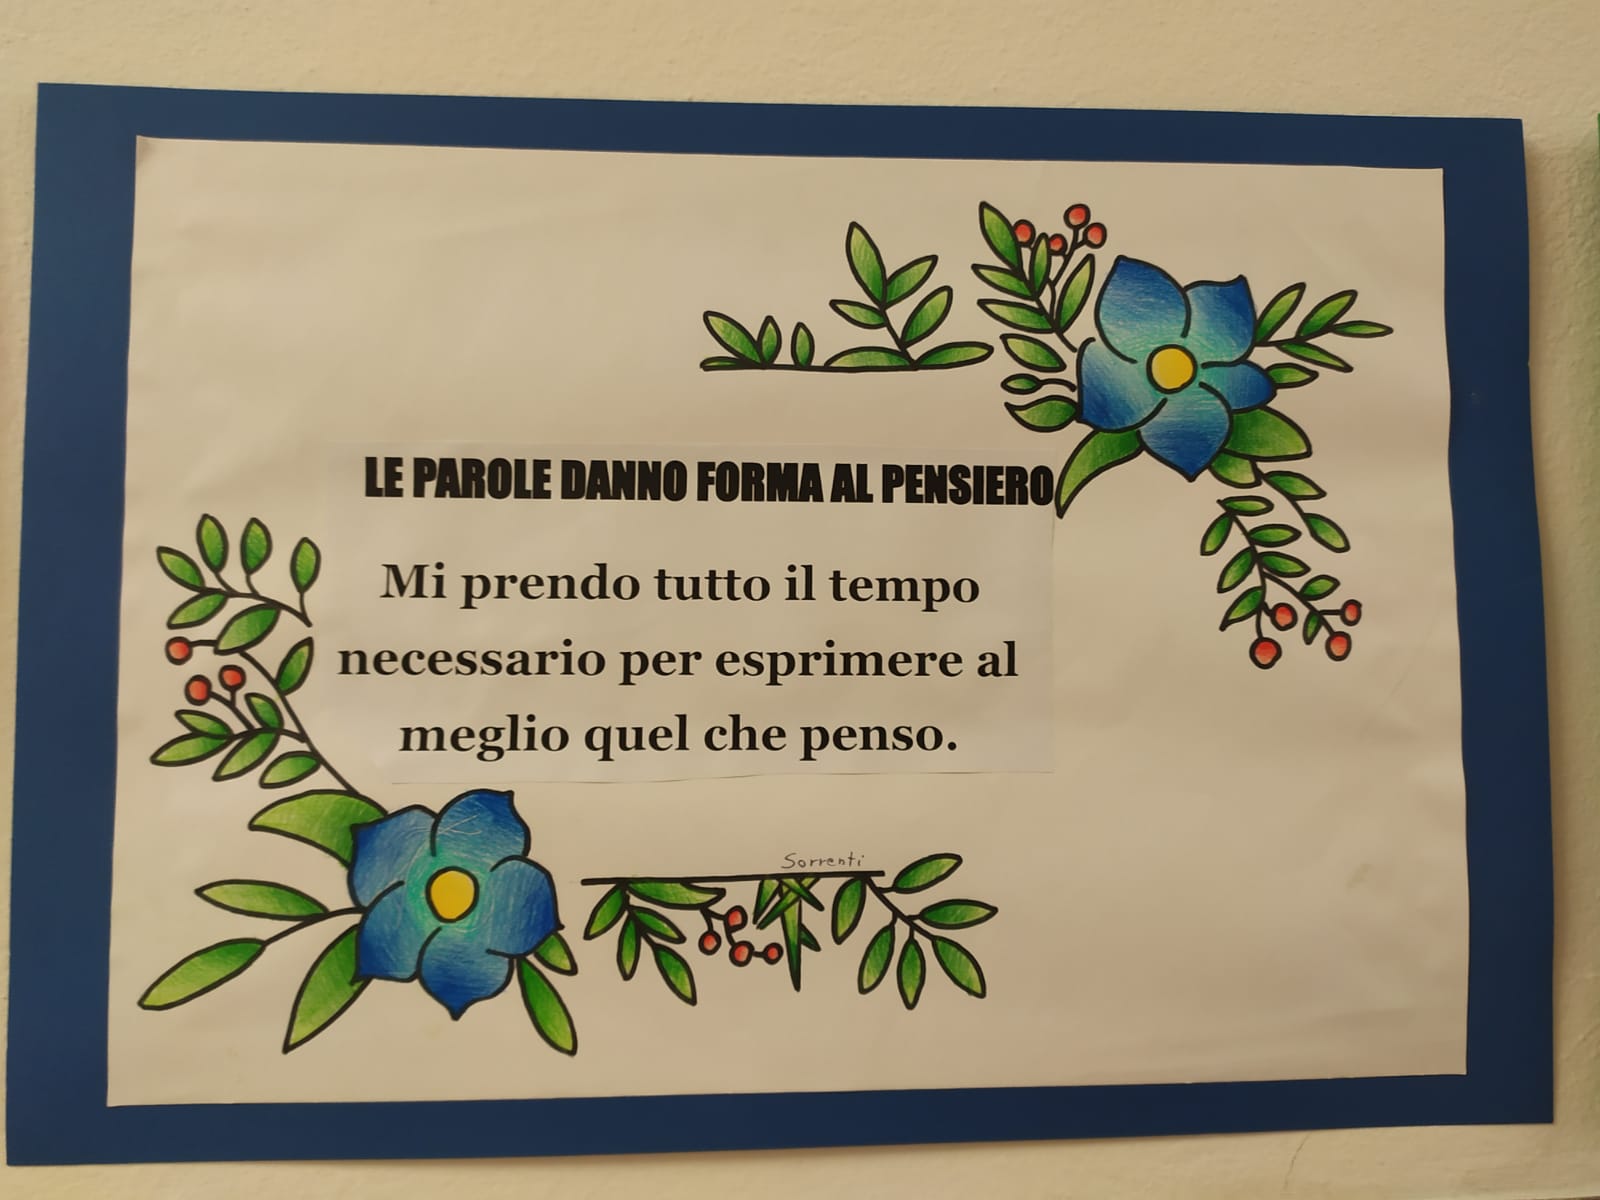 LE PAROLE DANNO FORMA AL PENSIERO
Mi prendo tutto il tempo
necessario per esprimere al
meglio quel che penso.
Sorrenti